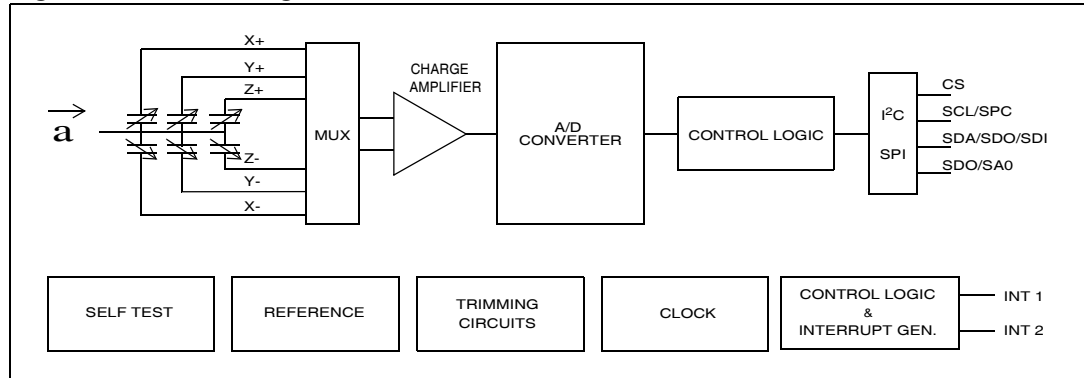 X+
Y+
Z+
CHARGE
AMPLIFIER
a
MUX
A/D
CONVERTER
CONTROL LOGIC
I²C
SPI
CS
SCL/SPC
SDA/SDO/SDI
SDO/SA0
Z-
Y-
X-
SELF TEST
REFERENCE
TRIMMING
CIRCUITS
CLOCK
CONTROL LOGIC
&
INTERRUPT GEN.
INT 1
INT 2